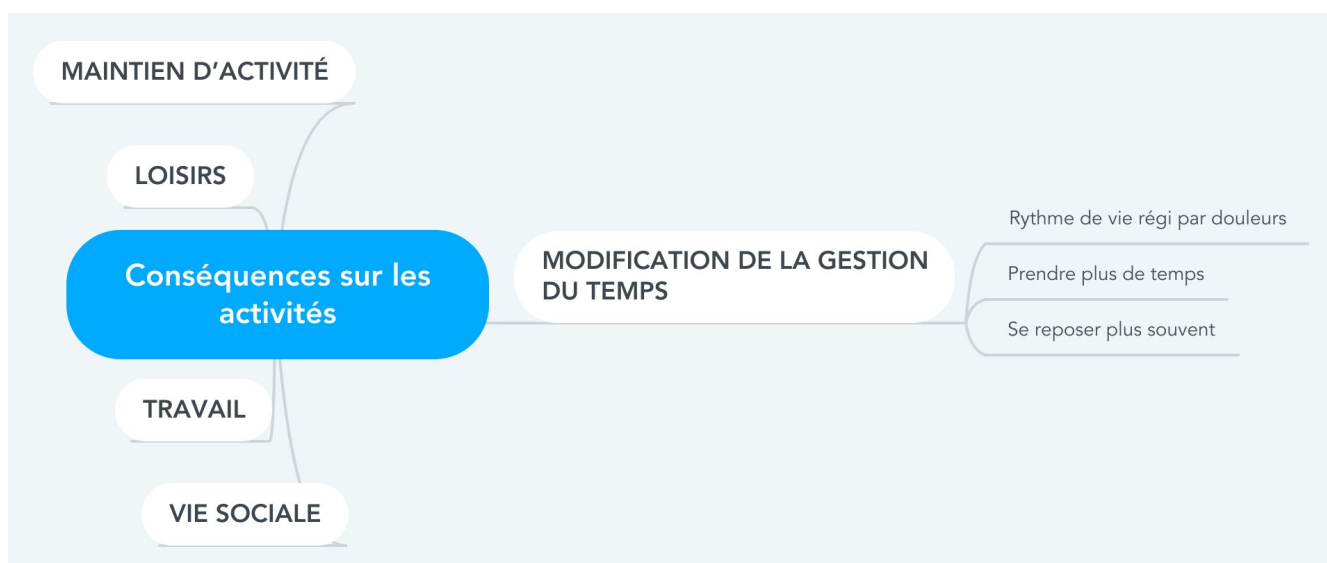 MAINTIEN D’ACTIVITÉ
LOISIRS
Conséquences sur les
activités
TRAVAIL
VIE SOCIALE
MODIFICATION DE LA GESTION
DU TEMPS
Rythme de vie régi par douleurs
Prendre plus de temps
Se reposer plus souvent